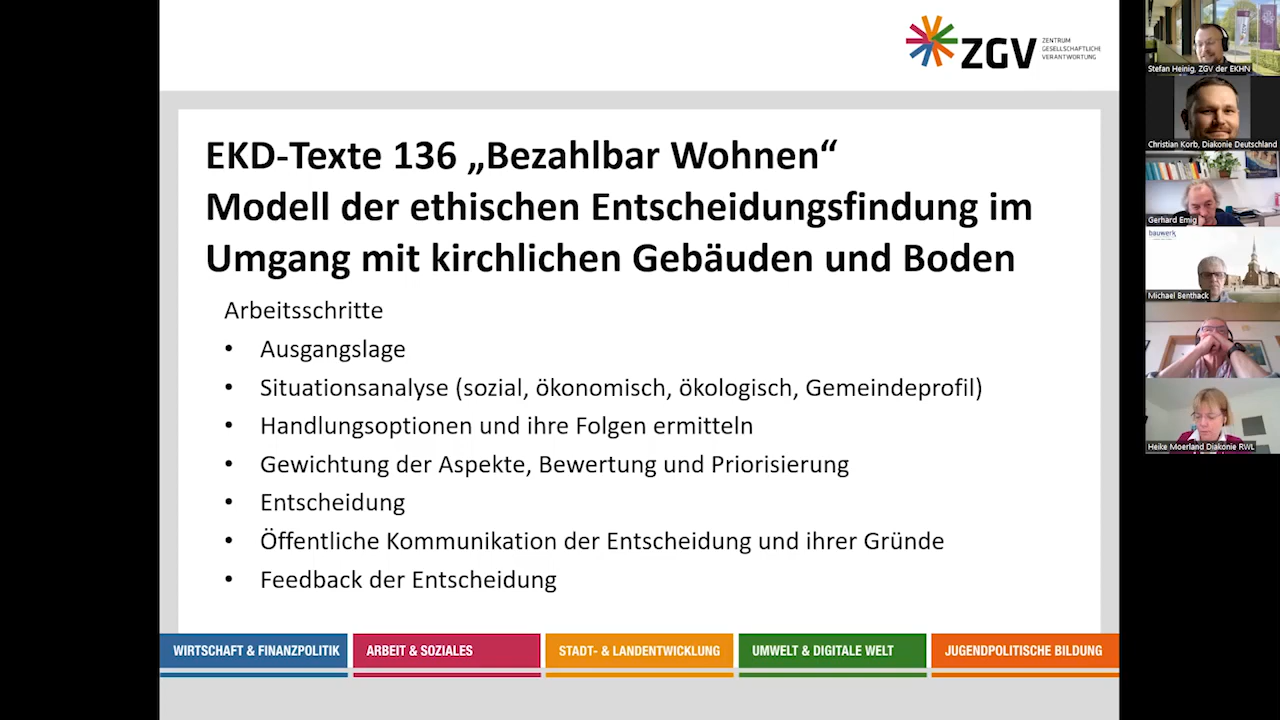 ZGV
ZENTRUM
GESELLSCHAFTLICHE
VERANTWORTUNG
EKD-Texte 136 „Bezahlbar Wohnen“
Modell der ethischen Entscheidungsfindung im
Umgang mit kirchlichen Gebäuden und Boden
Arbeitsschritte
• Ausgangslage
• Situationsanalyse (sozial, ökonomisch, ökologisch, Gemeindeprofil)
• Handlungsoptionen und ihre Folgen ermitteln
• Gewichtung der Aspekte, Bewertung und Priorisierung
• Entscheidung
• Öffentliche Kommunikation der Entscheidung und ihrer Gründe
• Feedback der Entscheidung
WIRTSCHAFT & FINANZPOLITIK
ARBEIT & SOZIALES
STADT- & LANDENTWICKLUNG
UMWELT & DIGITALE WELT
JUGENDPOLITISCHE BILDUNG
Stefan Heinig, ZGV der EKHN
Christian Korb, Diakonie Deutschland
Gerhard Emig
bauwerk
Michael Benthack
Heike Moerland Diakonie RWL